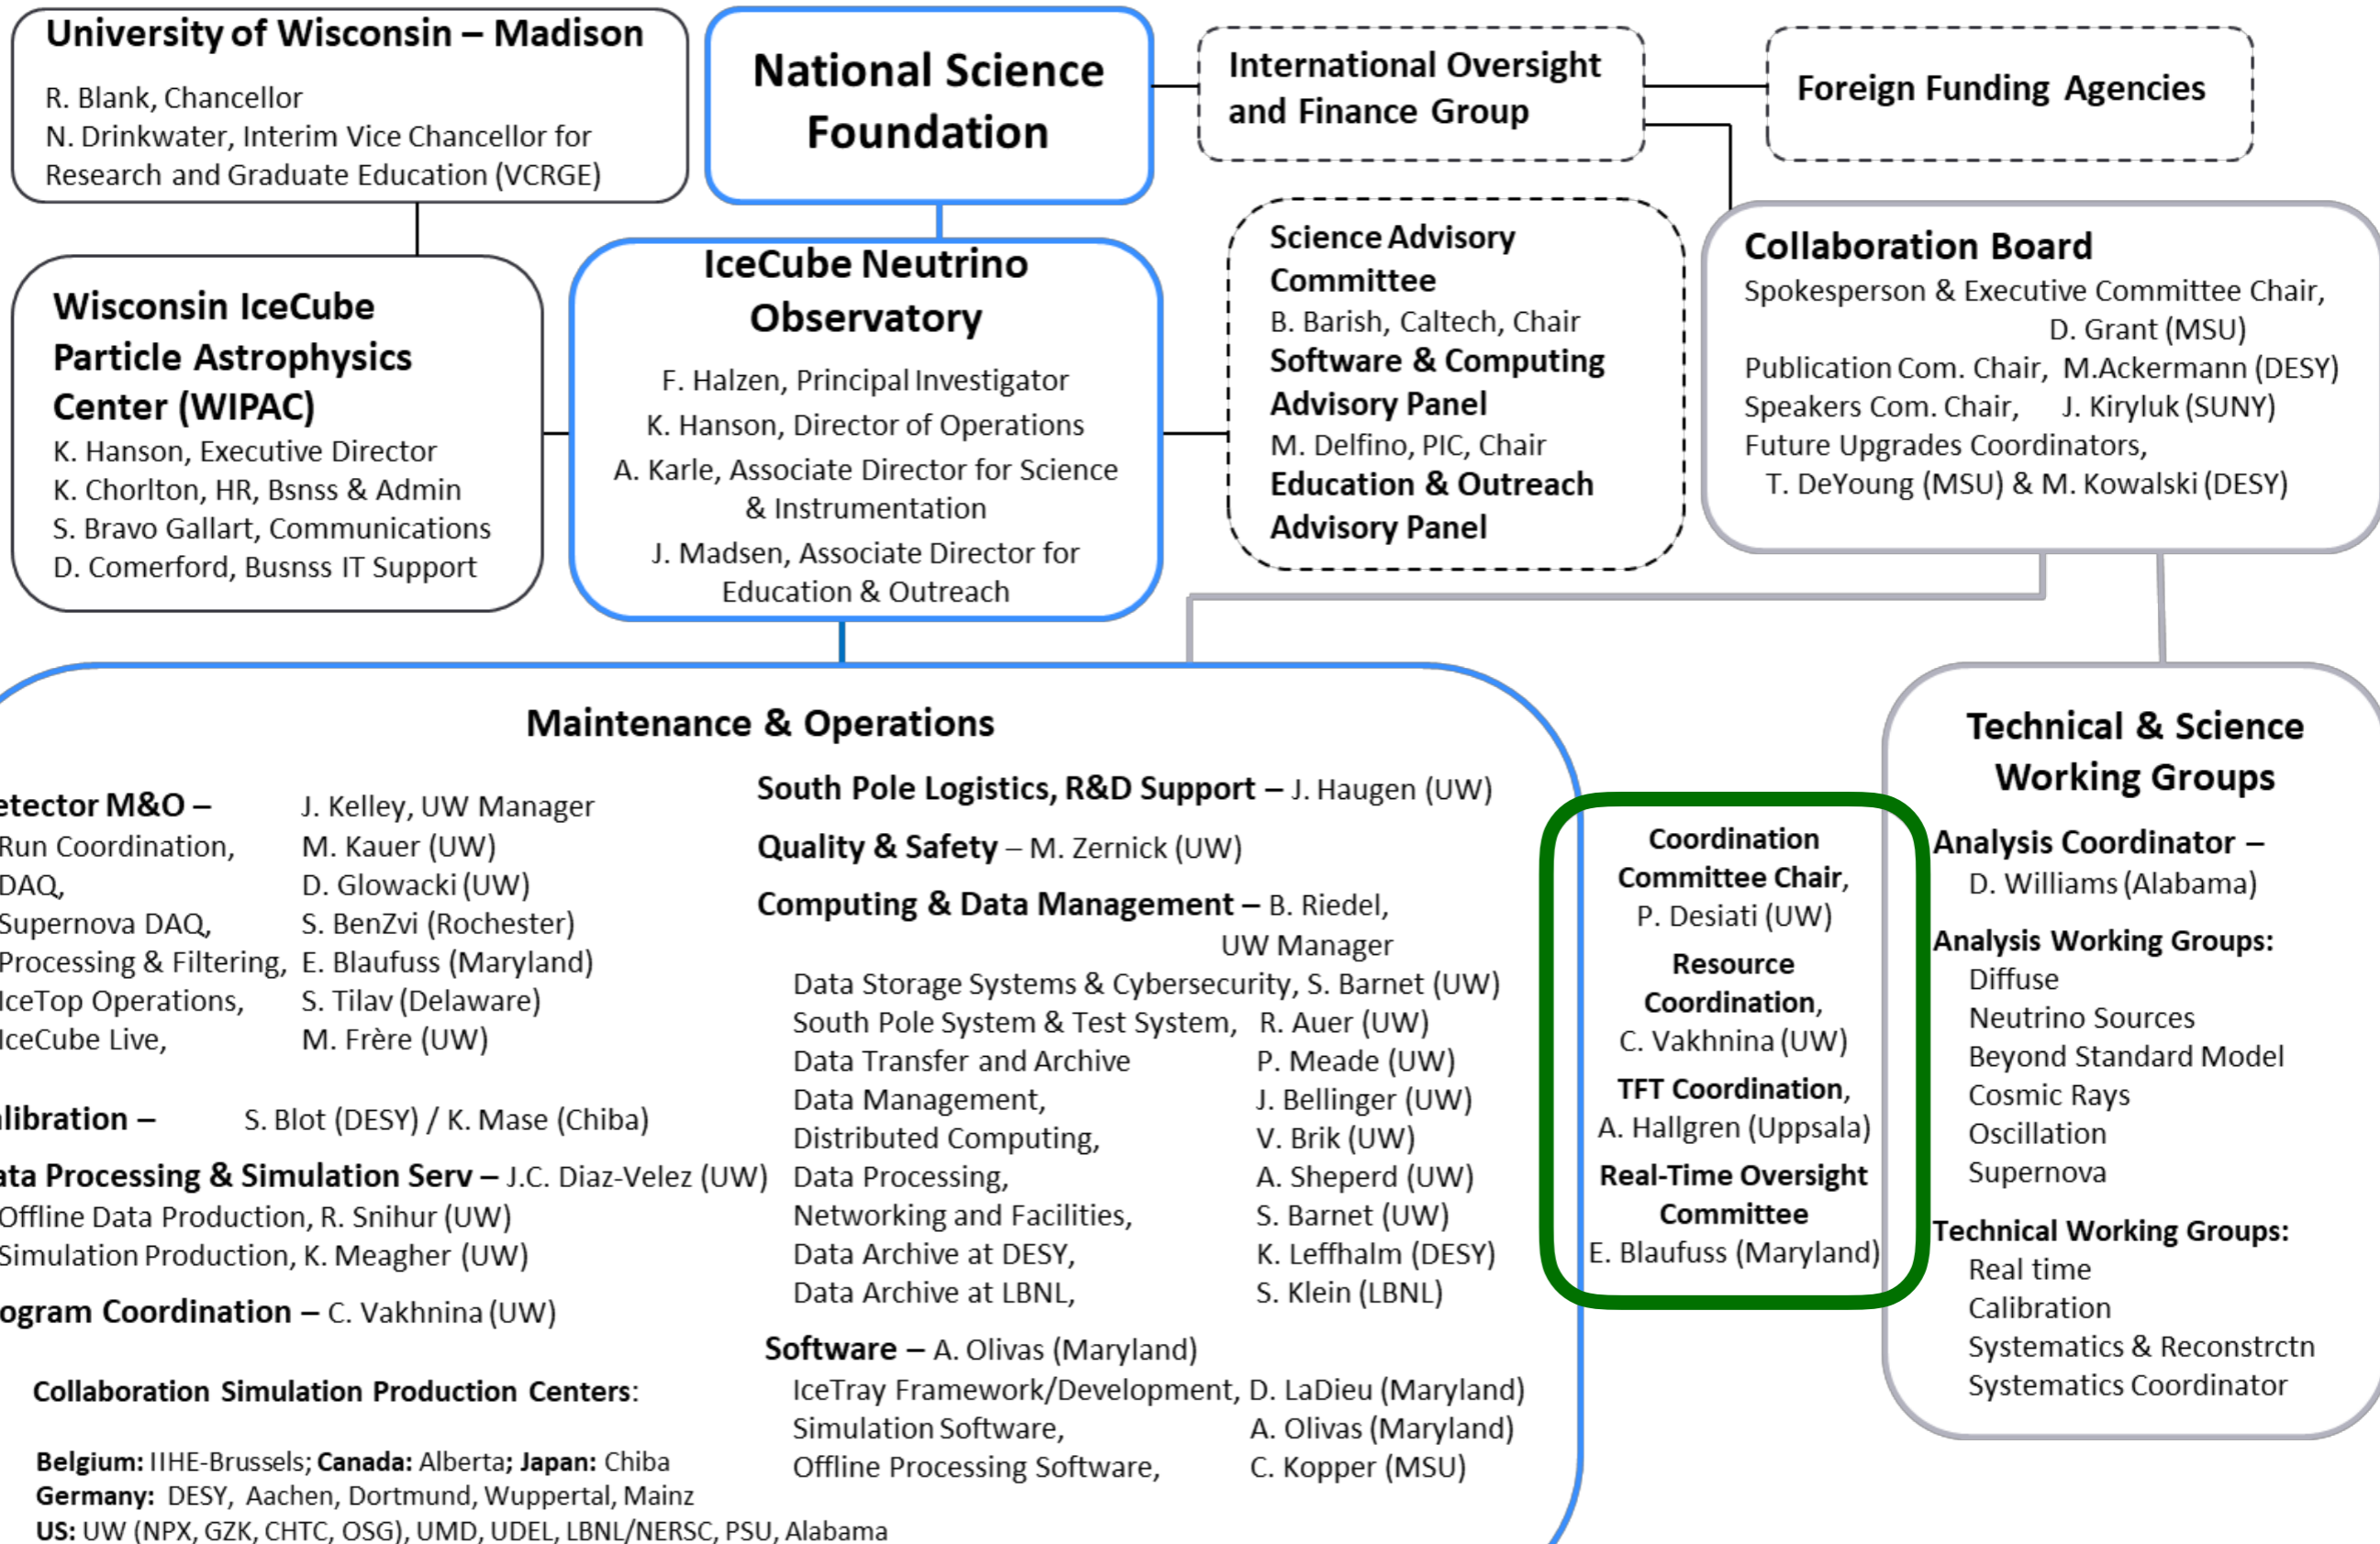 University of Wisconsin – Madison
R. Blank, Chancellor
N. Drinkwater, Interim Vice Chancellor for
Research and Graduate Education (VCRGE)
National Science
Foundation
International Oversight
and Finance Group
Foreign Funding Agencies
Wisconsin IceCube
Particle Astrophysics
Center (WIPAC)
K. Hanson, Executive Director
K. Chorlton, HR, Bsnss & Admin
S. Bravo Gallart, Communications
D. Comerford, Busnss IT Support
IceCube Neutrino
Observatory
F. Halzen, Principal Investigator
K. Hanson, Director of Operations
A. Karle, Associate Director for Science
& Instrumentation
J. Madsen, Associate Director for
Education & Outreach
Science Advisory
Committee
B. Barish, Caltech, Chair
Software & Computing
Advisory Panel
M. Delfino, PIC, Chair
Education & Outreach
Advisory Panel
Collaboration Board
Spokesperson & Executive Committee Chair,
D. Grant (MSU)
Publication Com. Chair, M.Ackermann (DESY)
Speakers Com. Chair, J. Kiryluk (SUNY)
Future Upgrades Coordinators,
T. DeYoung (MSU) & M. Kowalski (DESY)
Maintenance & Operations
etector M&O – J. Kelley, UW Manager
Run Coordination, M. Kauer (UW)
DAQ, D. Glowacki (UW)
Supernova DAQ, S. BenZvi (Rochester)
Processing & Filtering, E. Blaufuss (Maryland)
IceTop Operations, S. Tilav (Delaware)
IceCube Live, M. Frère (UW)
libration – S. Blot (DESY) / K. Mase (Chiba)
ata Processing & Simulation Serv – J.C. Diaz-Velez (UW)
Offline Data Production, R. Snihur (UW)
Simulation Production, K. Meagher (UW)
ogram Coordination – C. Vakhnina (UW)
Collaboration Simulation Production Centers:
Belgium: IIHE-Brussels; Canada: Alberta; Japan: Chiba
Germany: DESY, Aachen, Dortmund, Wuppertal, Mainz
US: UW (NPX, GZK, CHTC, OSG), UMD, UDEL, LBNL/NERSC, PSU, Alabama
South Pole Logistics, R&D Support – J. Haugen (UW)
Quality & Safety – M. Zernick (UW)
Computing & Data Management – B. Riedel,
UW Manager
Data Storage Systems & Cybersecurity, S. Barnet (UW)
South Pole System & Test System, R. Auer (UW)
Data Transfer and Archive P. Meade (UW)
Data Management, J. Bellinger (UW)
Distributed Computing, V. Brik (UW)
Data Processing, A. Sheperd (UW)
Networking and Facilities, S. Barnet (UW)
Data Archive at DESY, K. Leffhalm (DESY)
Data Archive at LBNL, S. Klein (LBNL)
Software – A. Olivas (Maryland)
IceTray Framework/Development, D. LaDieu (Maryland)
Simulation Software, A. Olivas (Maryland)
Offline Processing Software, C. Kopper (MSU)
Coordination
Committee Chair,
P. Desiati (UW)
Resource
Coordination,
C. Vakhnina (UW)
TFT Coordination,
A. Hallgren (Uppsala)
Real-Time Oversight
Committee
E. Blaufuss (Maryland)
Technical & Science
Working Groups
Analysis Coordinator –
D. Williams (Alabama)
Analysis Working Groups:
Diffuse
Neutrino Sources
Beyond Standard Model
Cosmic Rays
Oscillation
Supernova
Technical Working Groups:
Real time
Calibration
Systematics & Reconstrctn
Systematics Coordinator